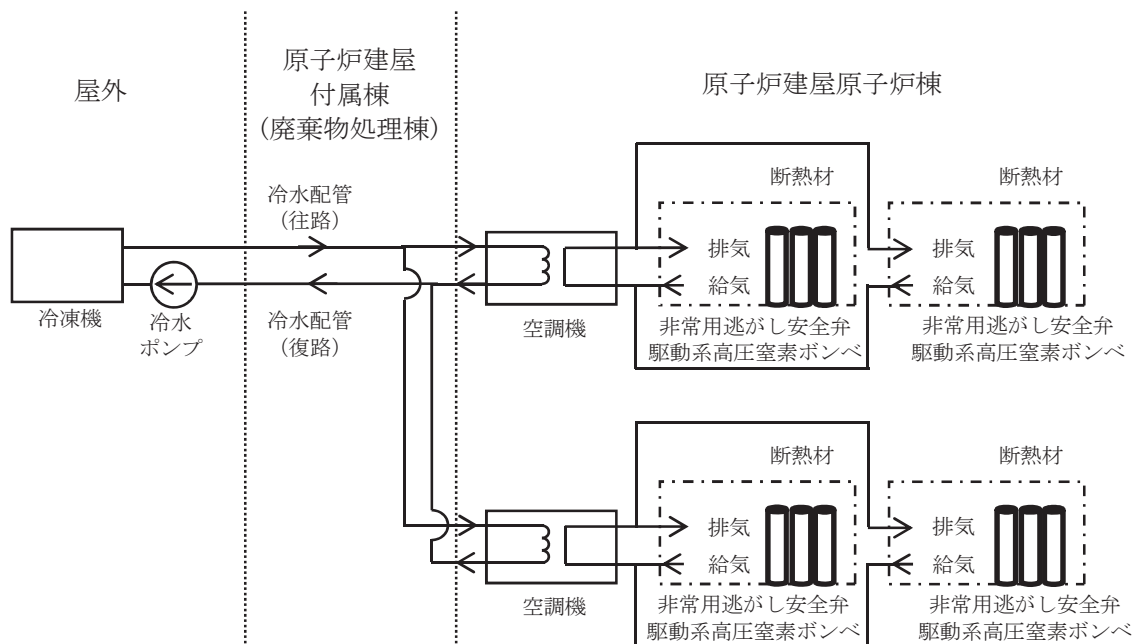 屋外
原子炉建屋
付属棟
(廃棄物処理棟)
原子炉建屋原子炉棟
冷水配管
(往路)
冷凍機
冷水
ポンプ
冷水配管
(復路)
空調機
断熱材
排気
給気
非常用逃がし安全弁
駆動系高圧窒素ボンベ
断熱材
排気
給気
非常用逃がし安全弁
駆動系高圧窒素ボンベ
空調機
断熱材
排気
給気
非常用逃がし安全弁
駆動系高圧窒素ボンベ
断熱材
排気
給気
非常用逃がし安全弁
駆動系高圧窒素ボンベ